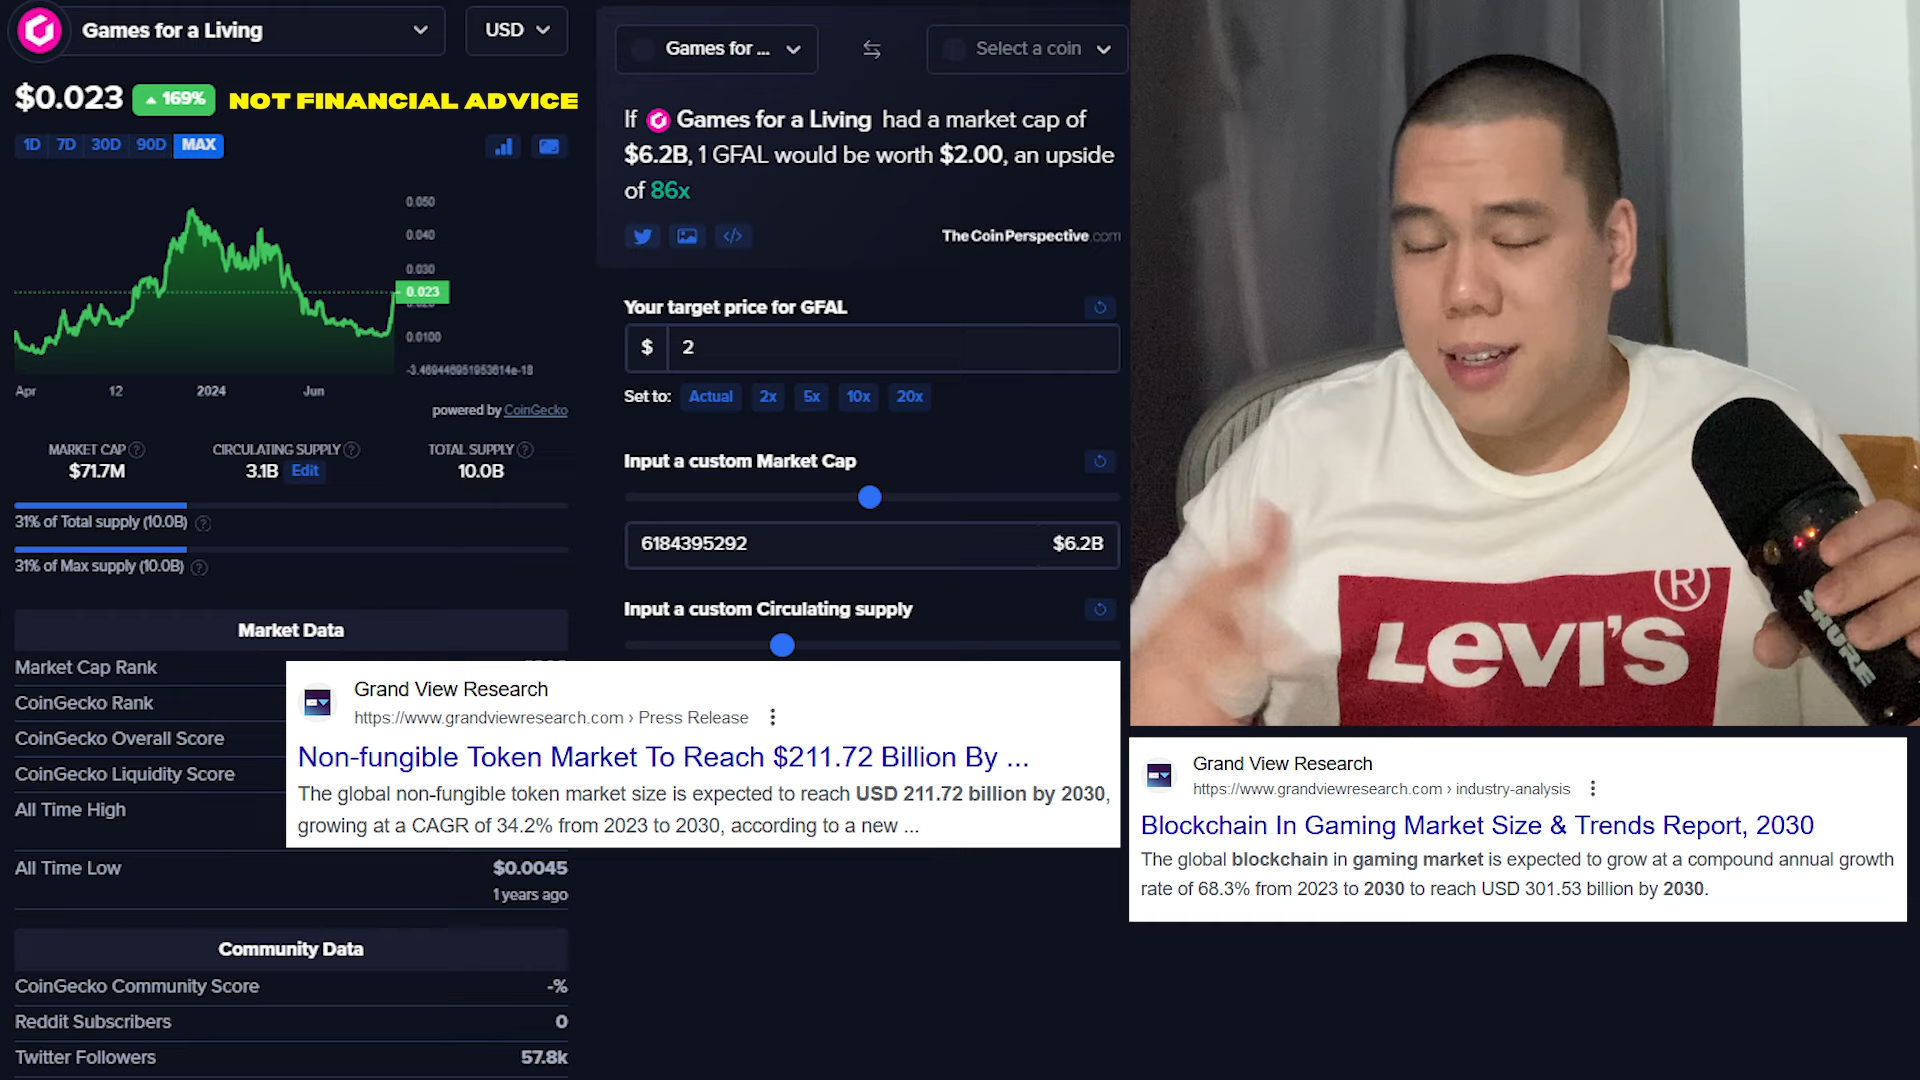 Games for a Living
USD
$0.023
169%
NOT FINANCIAL ADVICE
1D 7D 30D 90D MAX
0.050
0.040
0.030
0.023
0.0100
-3.469446951953614e-18
Apr 12 2024 Jun
powered by CoinGecko
MARKET CAP CIRCULATING SUPPLY TOTAL SUPPLY
$71.7M 3.1B Edit 10.0B
31% of Total supply (10.0B)
31% of Max supply (10.0B)
Market Data
Market Cap Rank
CoinGecko Rank
CoinGecko Overall Score
CoinGecko Liquidity Score
All Time High
All Time Low $0.0045
1 years ago
Community Data
CoinGecko Community Score -%
Reddit Subscribers 0
Twitter Followers 57.8k
Games for ...
Select a coin
If Games for a Living had a market cap of
$6.2B, 1 GFAL would be worth $2.00, an upside
of 86x
TheCoinPerspective.com
Your target price for GFAL
$ 2
Set to: Actual 2x 5x 10x 20x
Input a custom Market Cap
6184395292 $6.2B
Input a custom Circulating supply
Grand View Research
https://www.grandviewresearch.com › Press Release
Non-fungible Token Market To Reach $211.72 Billion By ...
The global non-fungible token market size is expected to reach USD 211.72 billion by 2030,
growing at a CAGR of 34.2% from 2023 to 2030, according to a new ...
LEVI'S
®
SHURE
Grand View Research
https://www.grandviewresearch.com › industry-analysis
Blockchain In Gaming Market Size & Trends Report, 2030
The global blockchain in gaming market is expected to grow at a compound annual growth
rate of 68.3% from 2023 to 2030 to reach USD 301.53 billion by 2030.